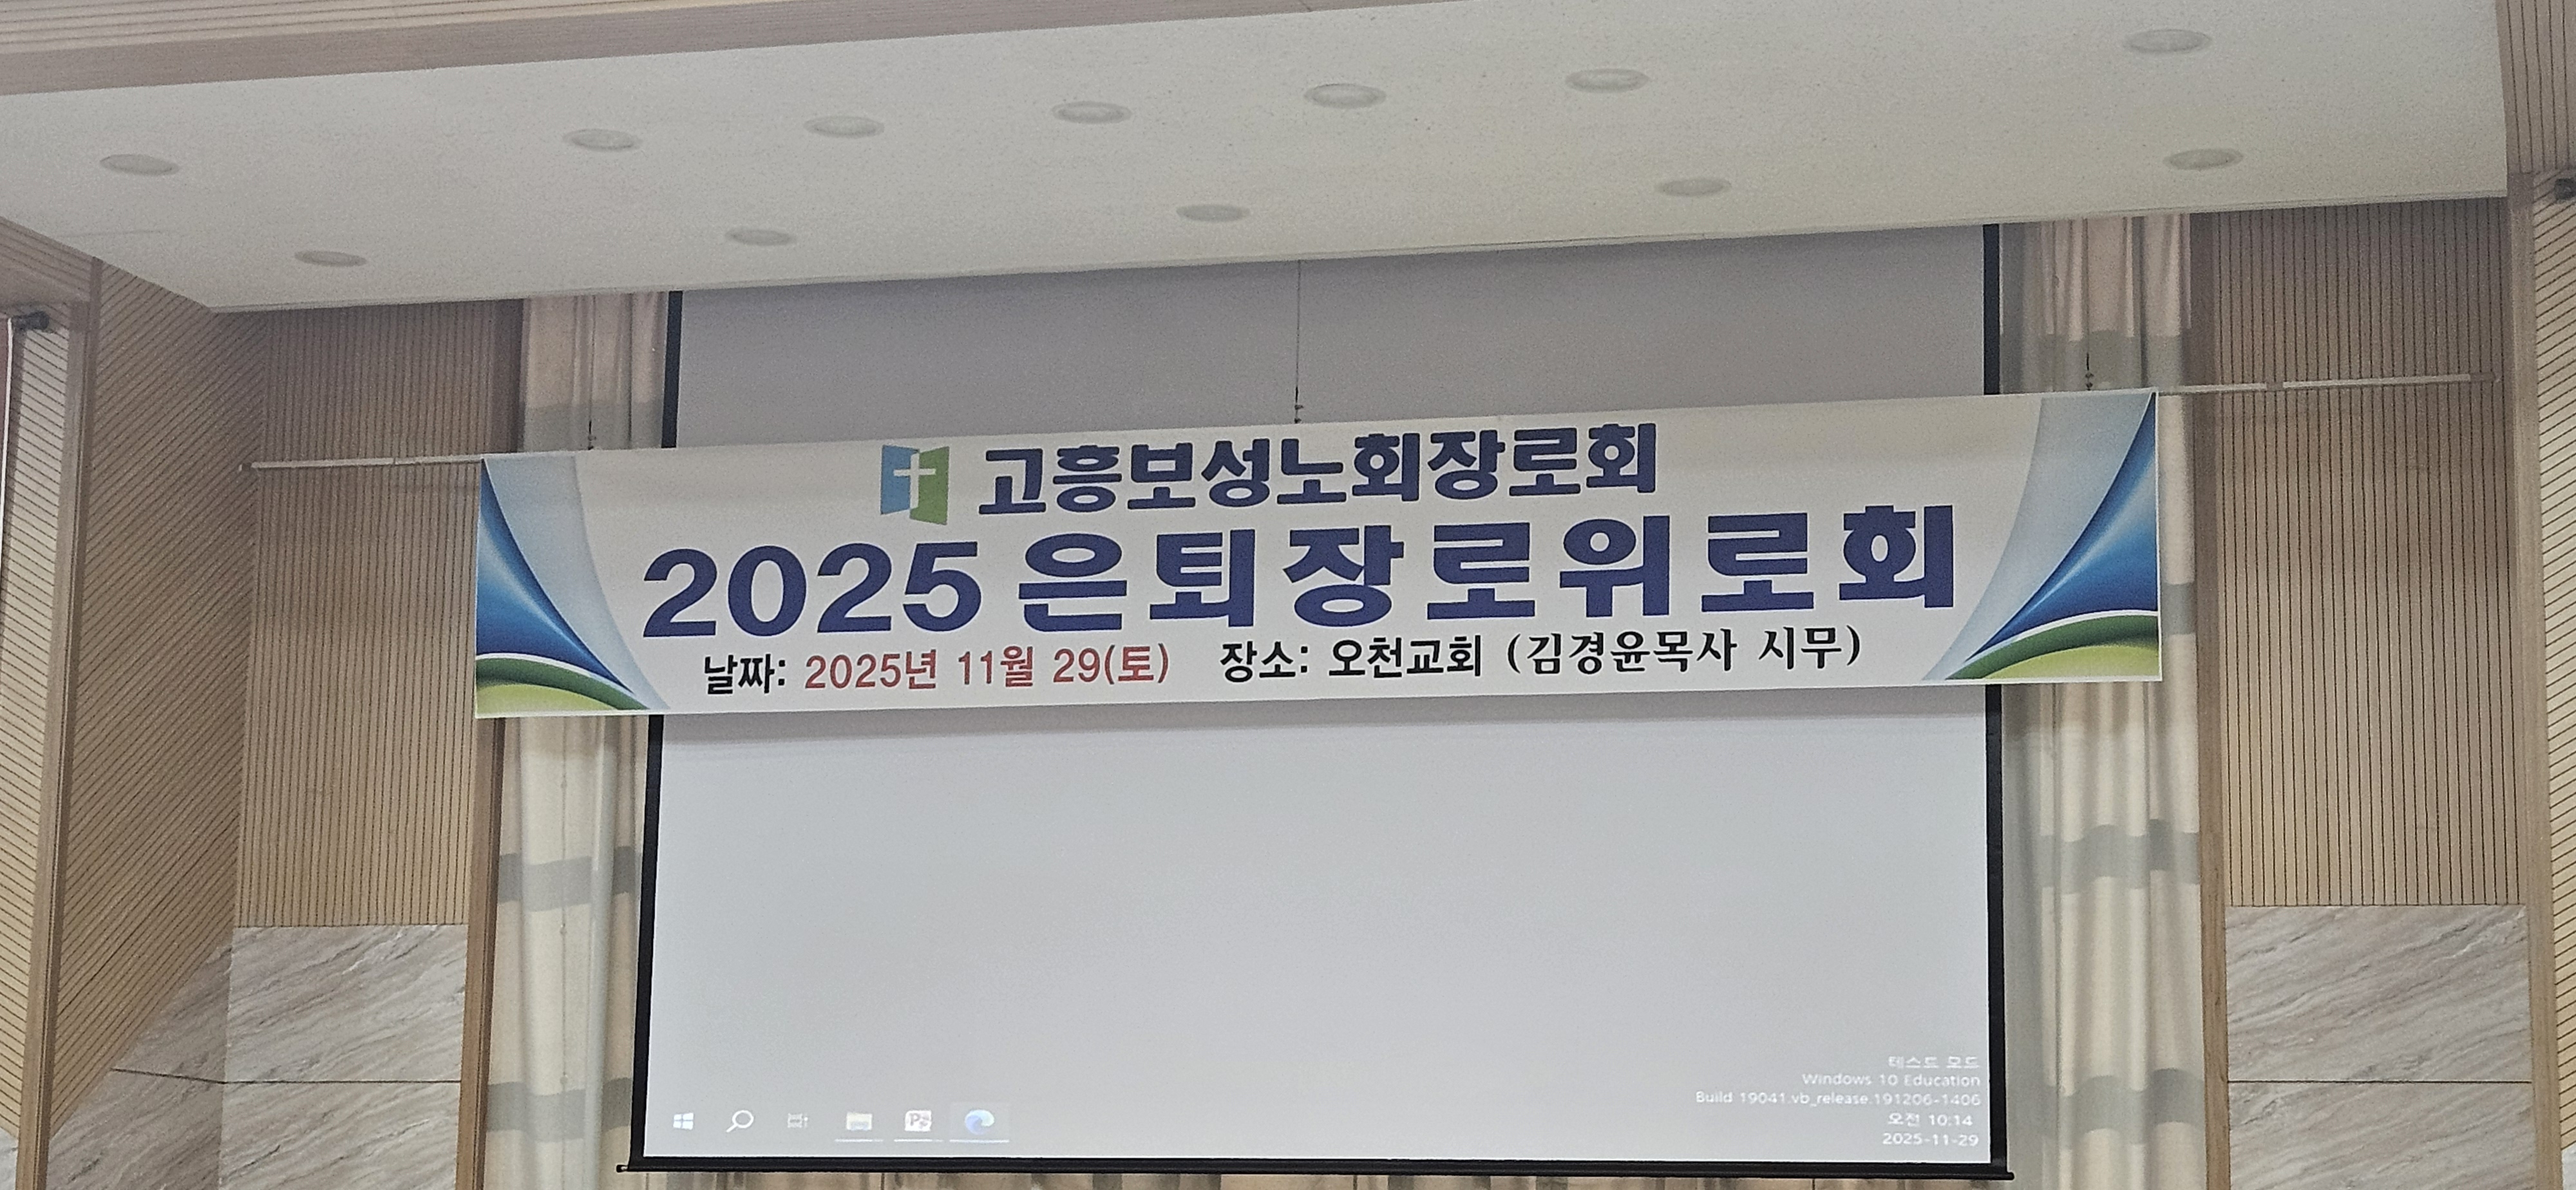 고흥보성노회장로회
2025 은퇴장로위로회
날짜: 2025년 11월 29(토) 장소: 오천교회 (김경윤목사 시무)
테스트 모드
Windows 10 Education
Build 19041.vb_release.191206-1406
오전 10:14
2025-11-29